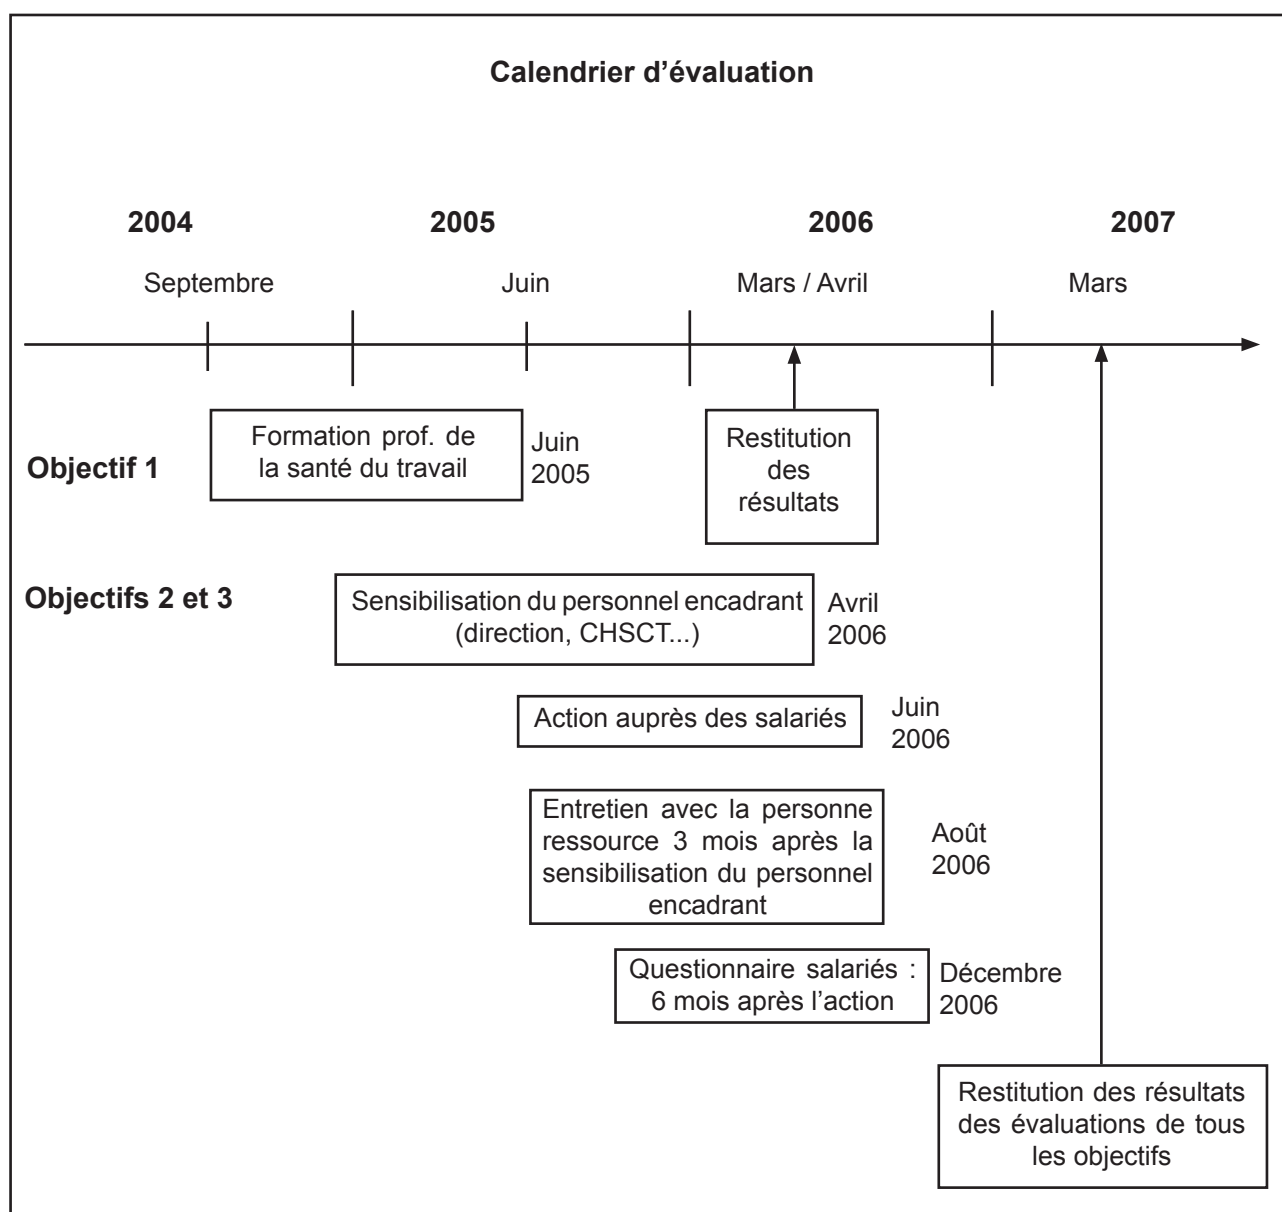 Calendrier d’évaluation
2004
2005
2006
2007
Septembre
Juin
Mars / Avril
Mars
Objectif 1
Formation prof. de
la santé du travail
Juin
2005
Restitution
des
résultats
Objectifs 2 et 3
Sensibilisation du personnel encadrant
(direction, CHSCT...)
Avril
2006
Action auprès des salariés
Juin
2006
Entretien avec la personne
ressource 3 mois après la
sensibilisation du personnel
encadrant
Août
2006
Questionnaire salariés :
6 mois après l’action
Décembre
2006
Restitution des résultats
des évaluations de tous
les objectifs